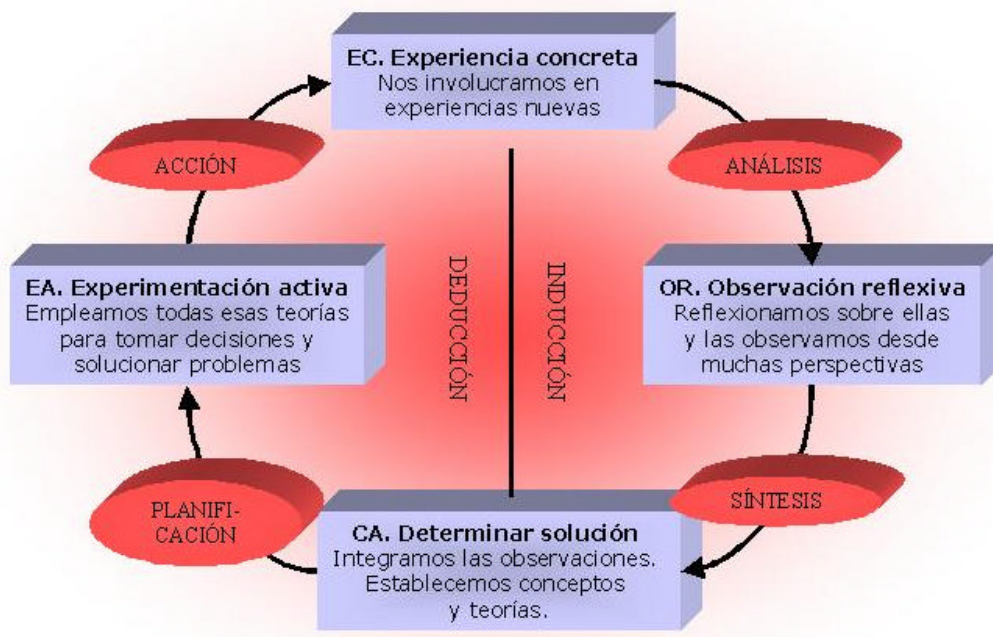 EC. Experiencia concreta
Nos involucramos en
experiencias nuevas
ACCIÓN
ANÁLISIS
EA. Experimentación activa
Empleamos todas esas teorías
para tomar decisiones y
solucionar problemas
DEDUCCIÓN
INDUCCIÓN
OR. Observación reflexiva
Reflexionamos sobre ellas
y las observamos desde
muchas perspectivas
PLANIFI-
CACIÓN
SÍNTESIS
CA. Determinar solución
Integramos las observaciones.
Establecemos conceptos
y teorías.